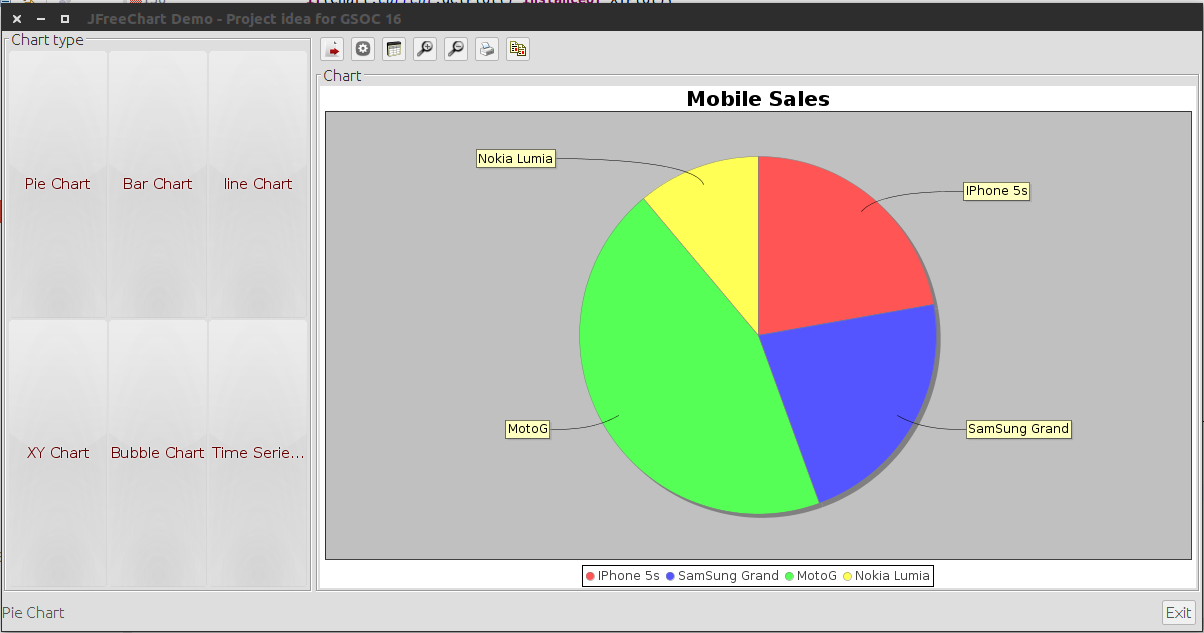 JFreeChart Demo - Project idea for GSOC 16
Chart type
Pie Chart
Bar Chart
line Chart
XY Chart
Bubble Chart
Time Serie...
Chart
Mobile Sales
Nokia Lumia
IPhone 5s
MotoG
SamSung Grand
IPhone 5s SamSung Grand MotoG Nokia Lumia
Pie Chart
Exit